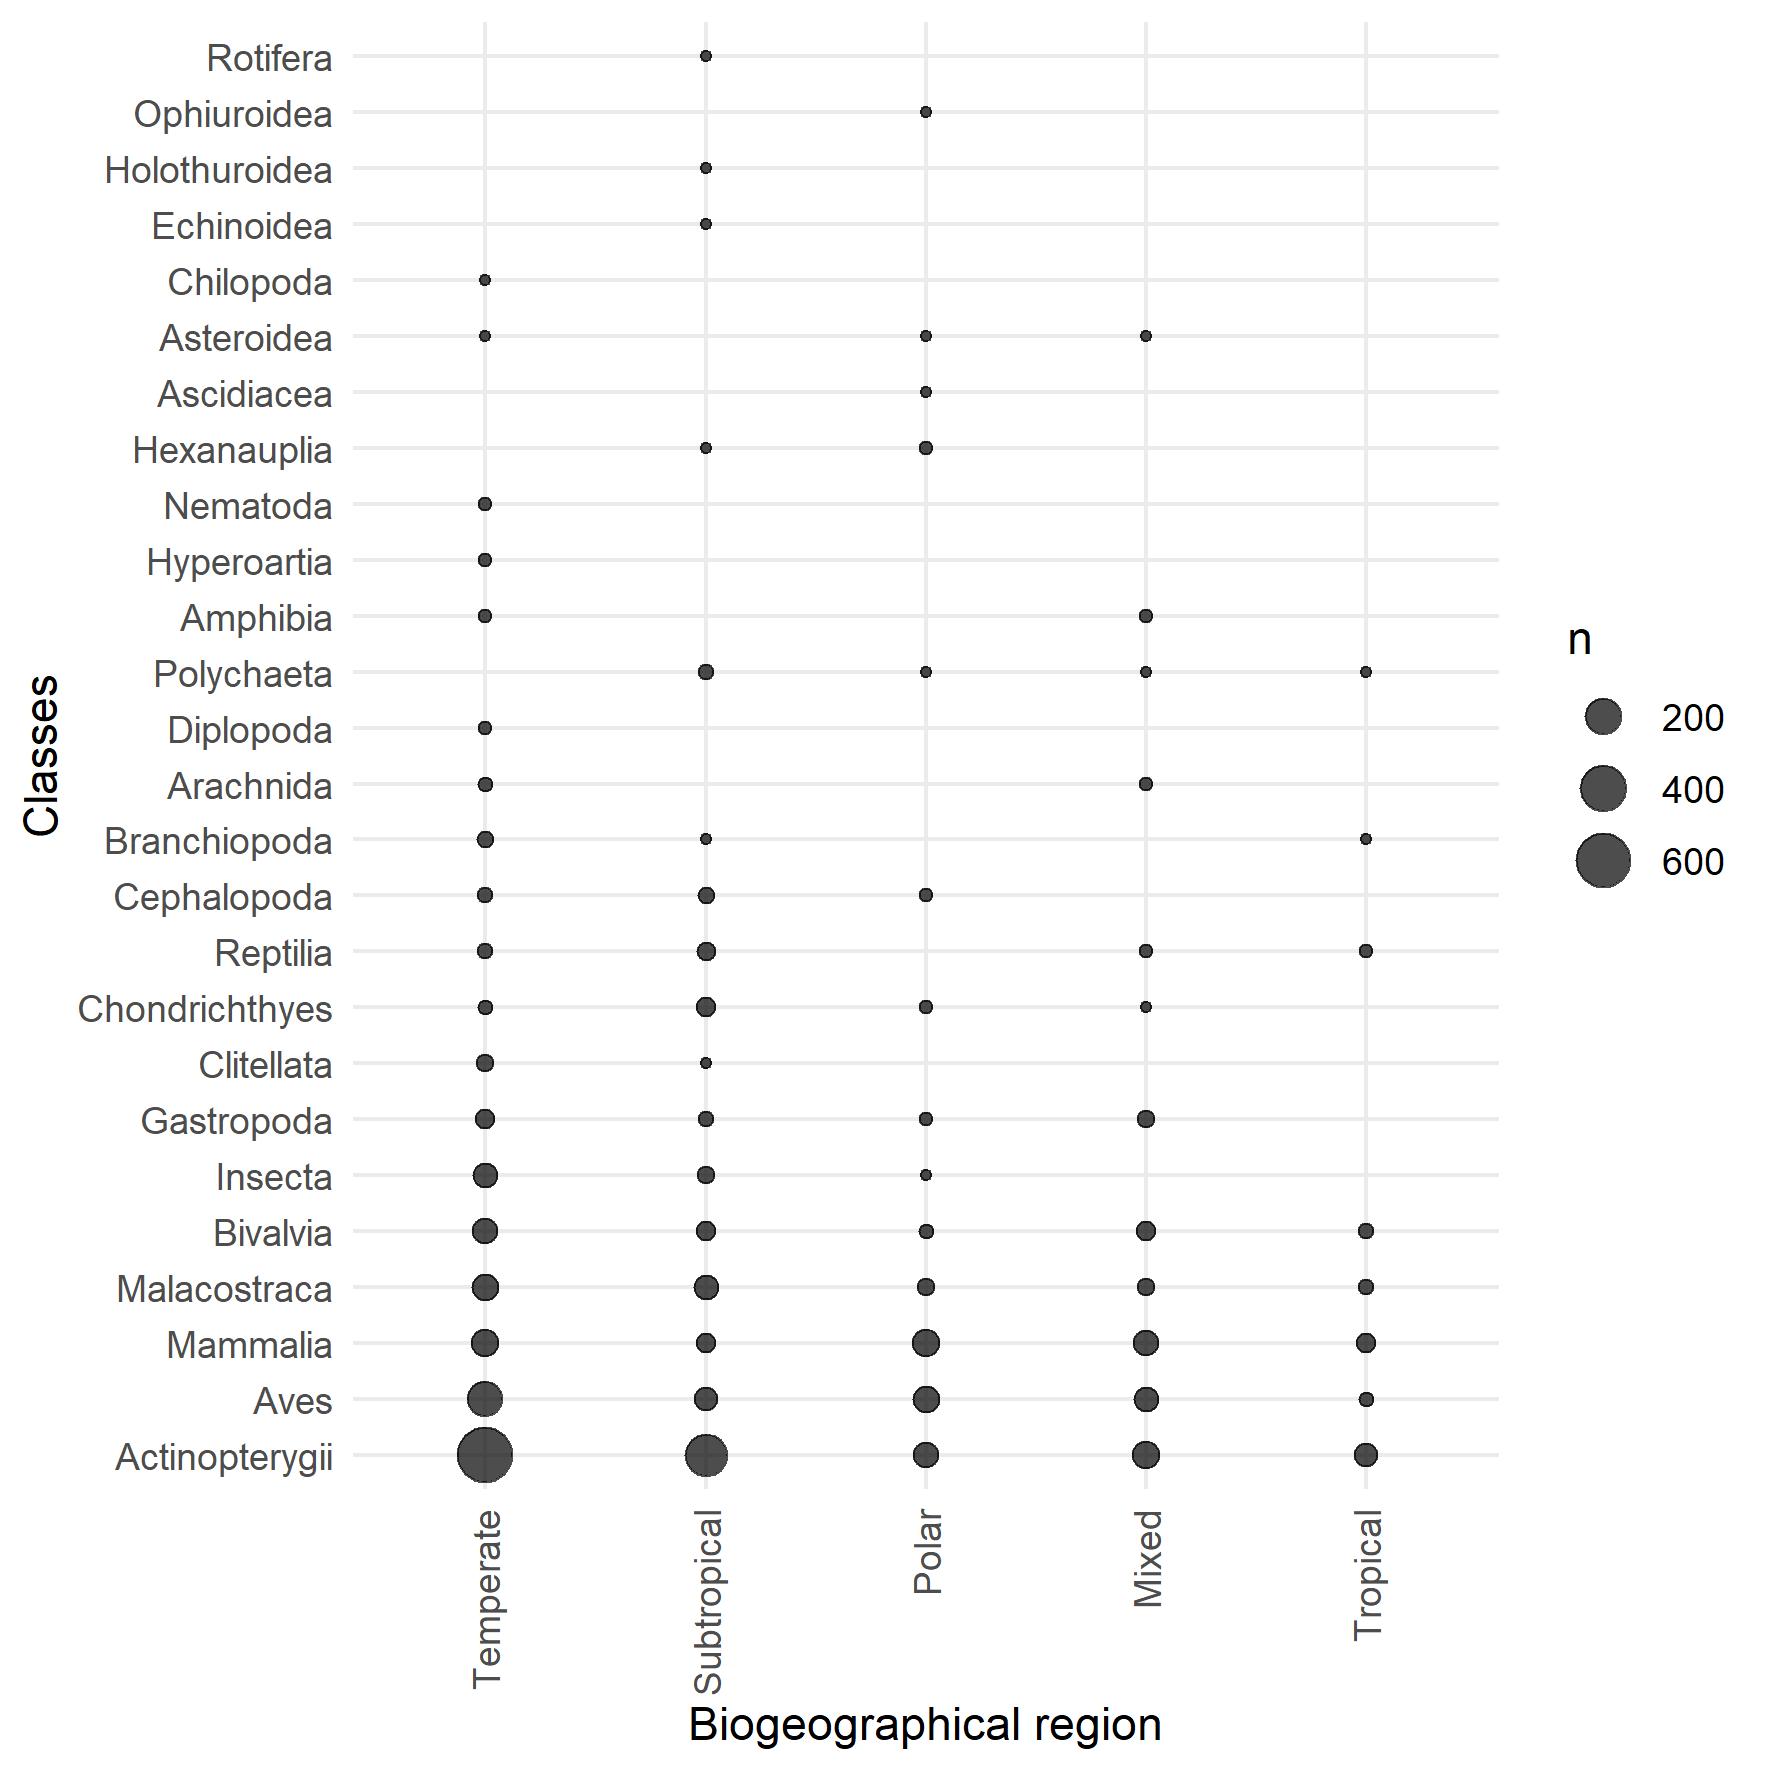 Rotifera
Ophiuroidea
Holothuroidea
Echinoidea
Chilopoda
Asteroidea
Ascidiacea
Hexanauplia
Nematoda
Hyperoartia
Amphibia
Polychaeta
Diplopoda
Arachnida
Branchiopoda
Cephalopoda
Reptilia
Chondrichthyes
Clitellata
Gastropoda
Insecta
Bivalvia
Malacostraca
Mammalia
Aves
Actinopterygii
Classes
Temperate
Subtropical
Polar
Mixed
Tropical
Biogeographical region
n
200
400
600